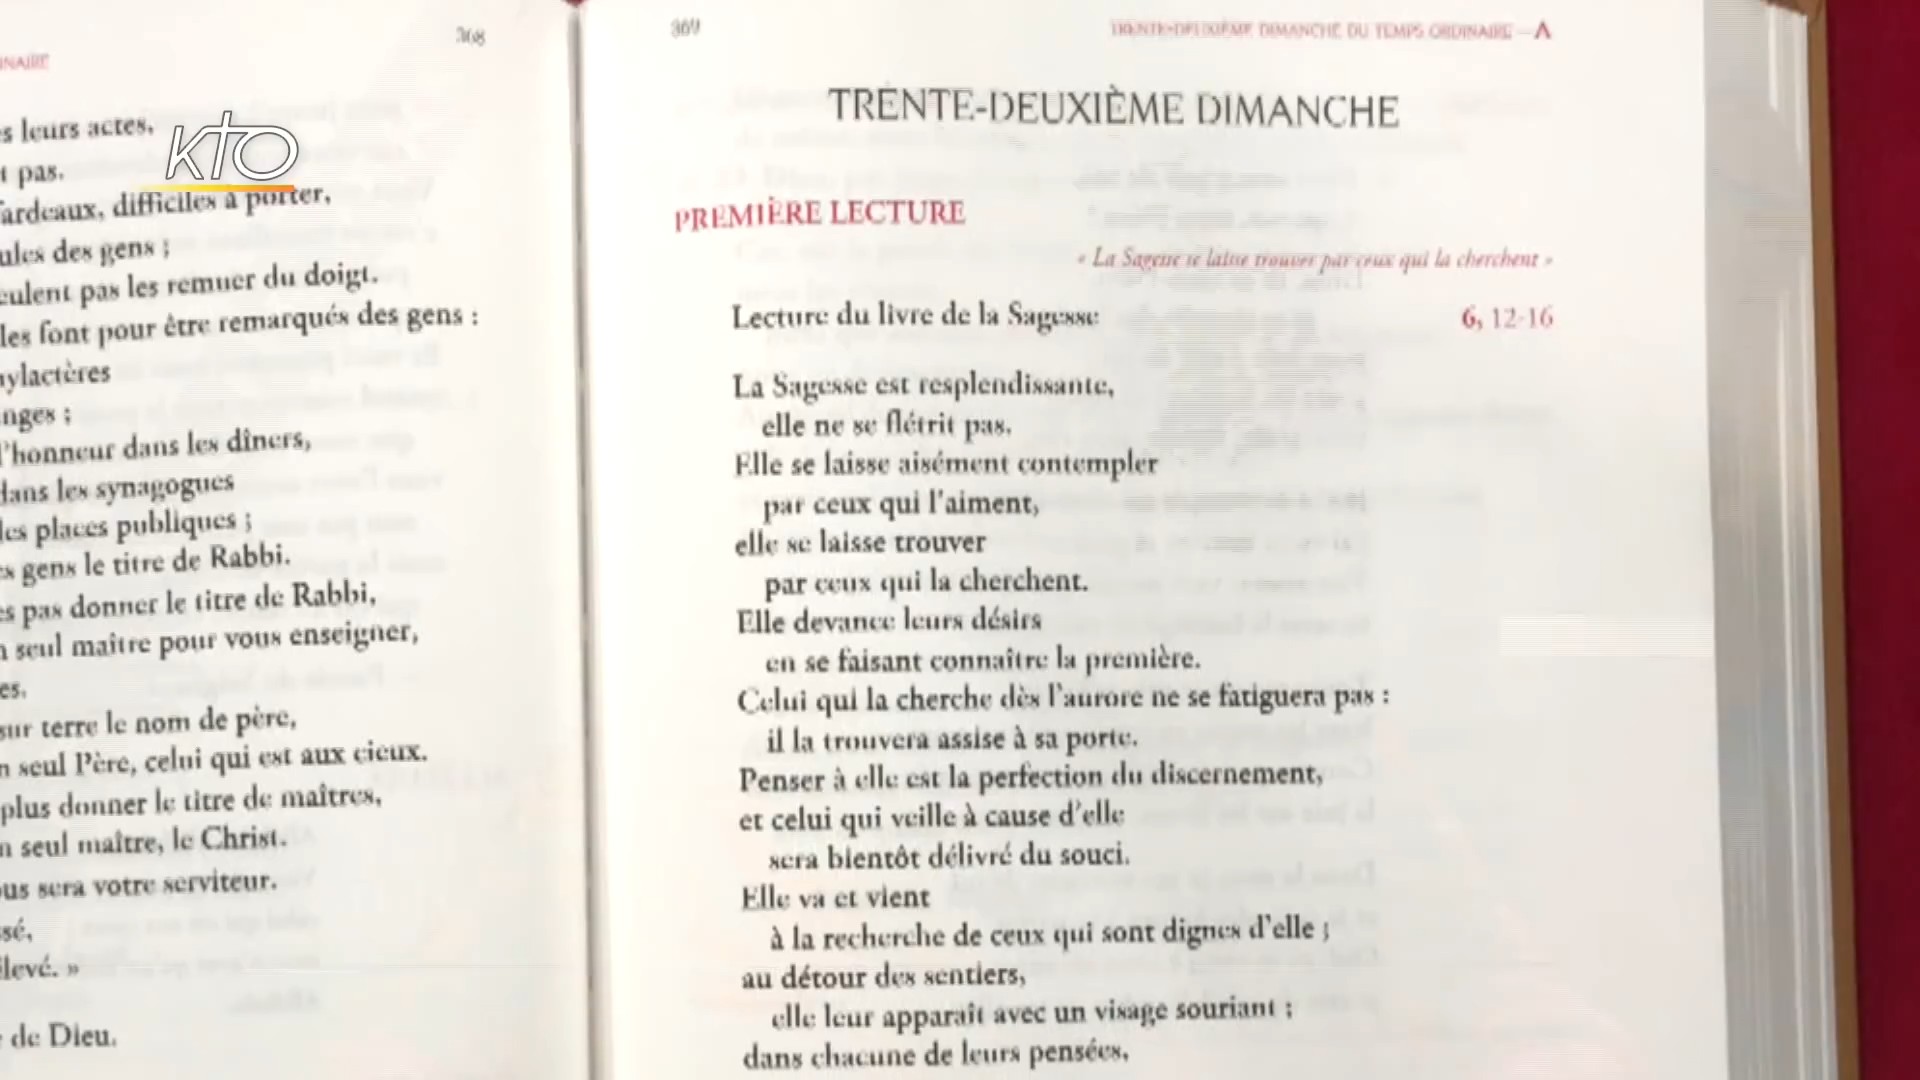 368
NAIRE
s leurs actes,
t pas.
fardeaux, difficiles à porter,
ules des gens ;
eulent pas les remuer du doigt.
les font pour être remarqués des gens :
ylactères
nges ;
l'honneur dans les dîners,
dans les synagogues
les places publiques ;
s gens le titre de Rabbi.
es pas donner le titre de Rabbi,
n seul maître pour vous enseigner,
es.
sur terre le nom de père,
n seul Père, celui qui est aux cieux.
plus donner le titre de maîtres,
n seul maître, le Christ.
ous sera votre serviteur.
sé,
levé. »
de Dieu.
KTO
369
TRENTE-DEUXIÈME DIMANCHE DU TEMPS ORDINAIRE – A
TRENTE-DEUXIÈME DIMANCHE
PREMIÈRE LECTURE
« La Sagesse se laisse trouver par ceux qui la cherchent »
Lecture du livre de la Sagesse 6, 12-16
La Sagesse est resplendissante,
elle ne se flétrit pas.
Elle se laisse aisément contempler
par ceux qui l'aiment,
elle se laisse trouver
par ceux qui la cherchent.
Elle devance leurs désirs
en se faisant connaître la première.
Celui qui la cherche dès l'aurore ne se fatiguera pas :
il la trouvera assise à sa porte.
Penser à elle est la perfection du discernement,
et celui qui veille à cause d'elle
sera bientôt délivré du souci.
Elle va et vient
à la recherche de ceux qui sont dignes d'elle ;
au détour des sentiers,
elle leur apparaît avec un visage souriant ;
dans chacune de leurs pensées,